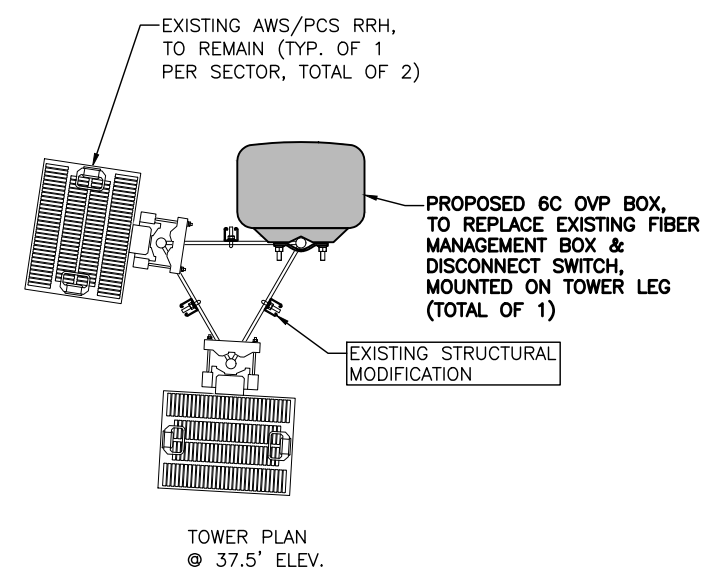 EXISTING AWS/PCS RRH,
TO REMAIN (TYP. OF 1
PER SECTOR, TOTAL OF 2)
PROPOSED 6C OVP BOX,
TO REPLACE EXISTING FIBER
MANAGEMENT BOX &
DISCONNECT SWITCH,
MOUNTED ON TOWER LEG
(TOTAL OF 1)
EXISTING STRUCTURAL
MODIFICATION
TOWER PLAN
@ 37.5' ELEV.